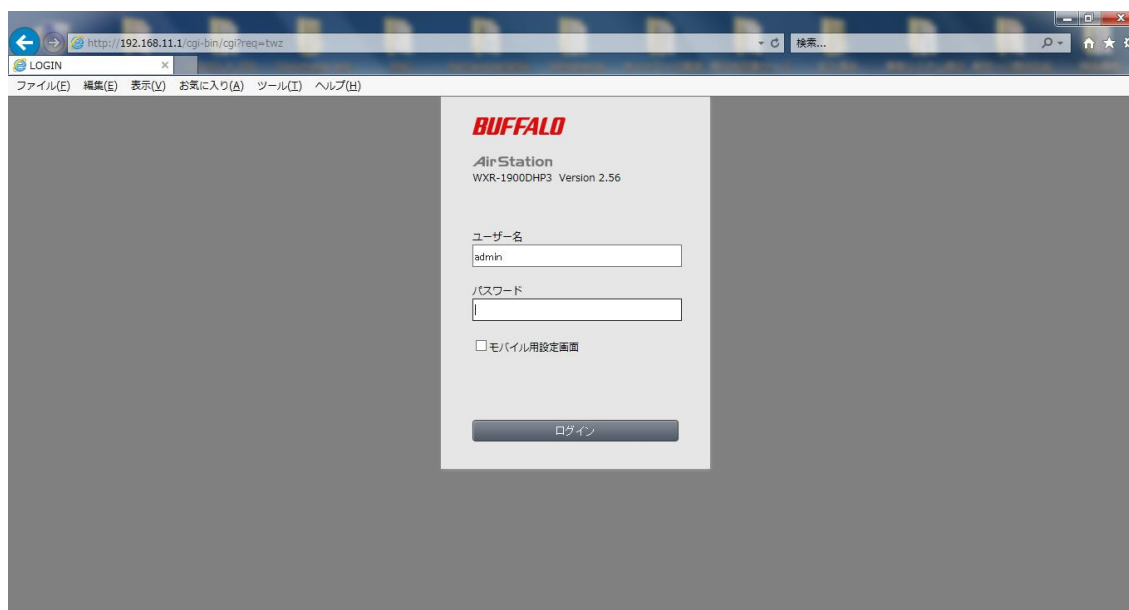 http://192.168.11.1/cgi-bin/cgi?req=twz
検索...
LOGIN
ファイル(F) 編集(E) 表示(V) お気に入り(A) ツール(T) ヘルプ(H)
BUFFALO
AirStation
WXR-1900DHP3 Version 2.56
ユーザー名
admin
パスワード
モバイル用設定画面
ログイン